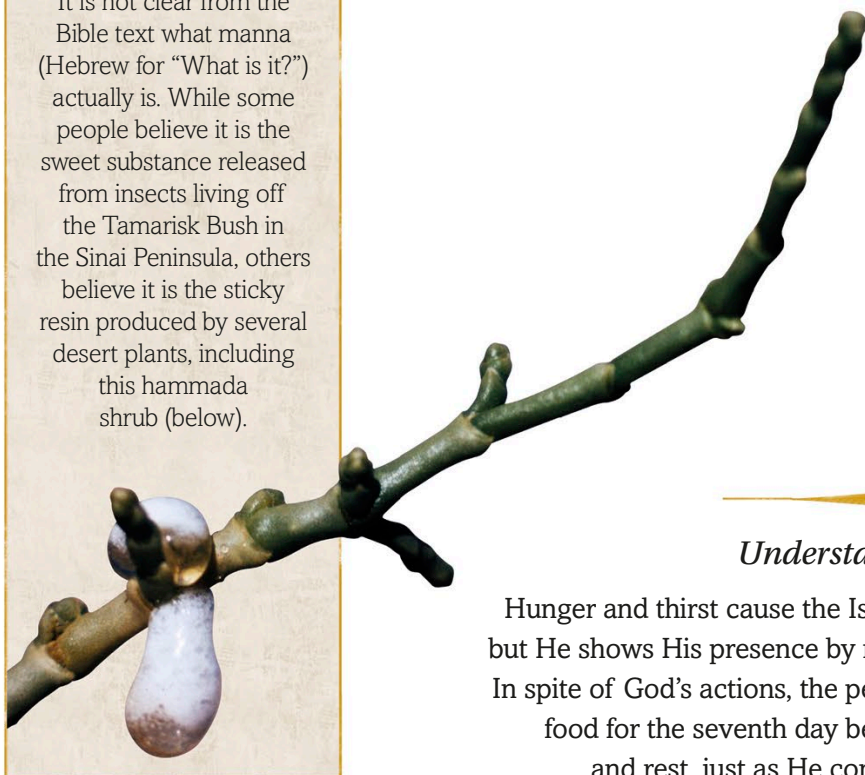 It is not clear from the
Bible text what manna
(Hebrew for “What is it?”)
actually is. While some
people believe it is the
sweet substance released
from insects living off
the Tamarisk Bush in
the Sinai Peninsula, others
believe it is the sticky
resin produced by several
desert plants, including
this hammada
shrub (below).
Hunger and thirst cause the
but He shows His presence by
In spite of God’s actions, the
food for the seventh day
and rest, just as He